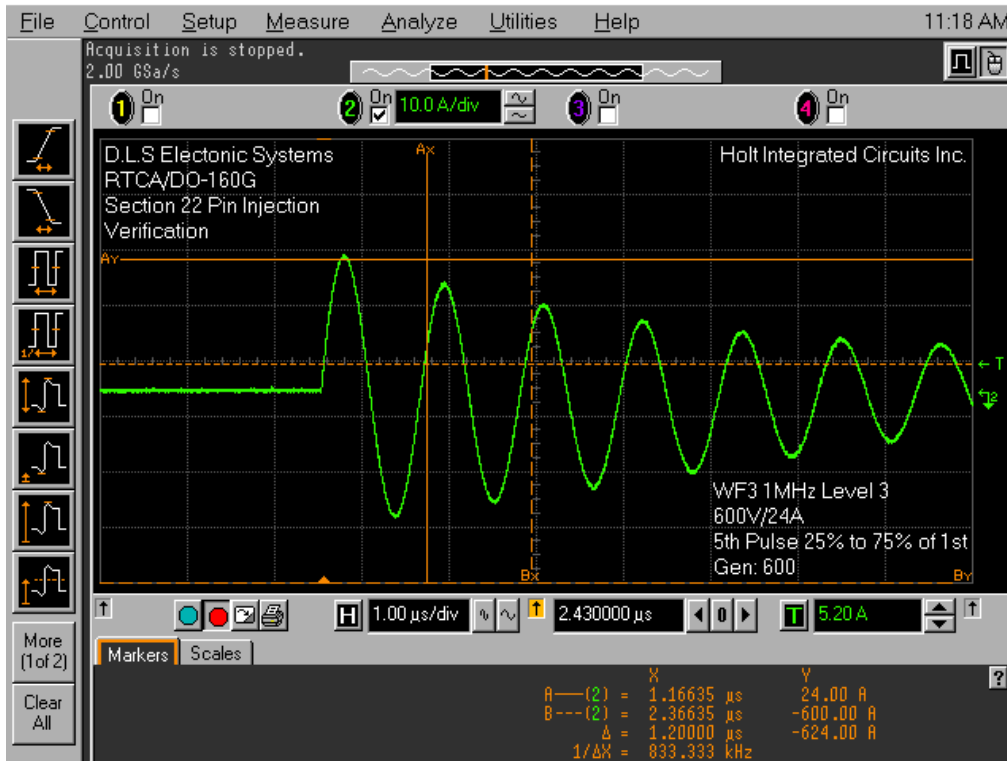 File Control Setup Measure Analyze Utilities Help 11:18 AM
Acquisition is stopped.
2.00 GSa/s
1 On 2 On 10.0 A/div 3 On 4 On
D.L.S Electonic Systems
RTCA/DO-160G
Section 22 Pin Injection
Verification
Ax
Holt Integrated Circuits Inc.
Ay
T
2
WF3 1MHz Level 3
600V/24A
5th Pulse 25% to 75% of 1st
Gen: 600
Bx
By
1/4
More
(1of 2)
Clear
All
H 1.00 µs/div 2.430000 µs 0 T 5.20 A
Markers Scales
?
X Y
A——(2) = 1.16635 µs 24.00 A
B---(2) = 2.36635 µs -600.00 A
Δ = 1.20000 µs -624.00 A
1/ΔX = 833.333 kHz